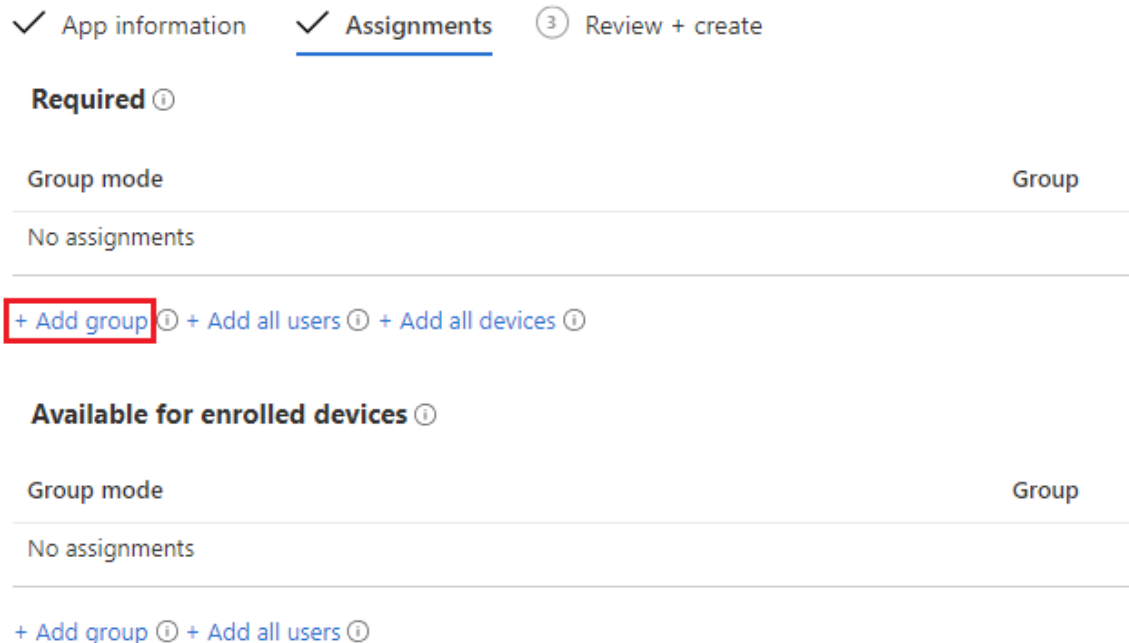 App information Assignments 3 Review + create
Required
Group mode Group
No assignments
+ Add group + Add all users + Add all devices
Available for enrolled devices
Group mode Group
No assignments
+ Add group + Add all users